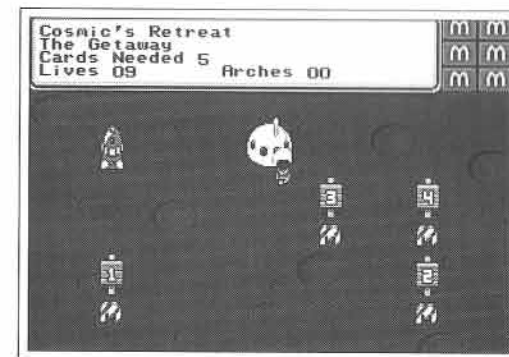 Cosmic's Retreat
The Getaway
Cards Needed 5
Lives 09 Arches 00
3
4
1
2